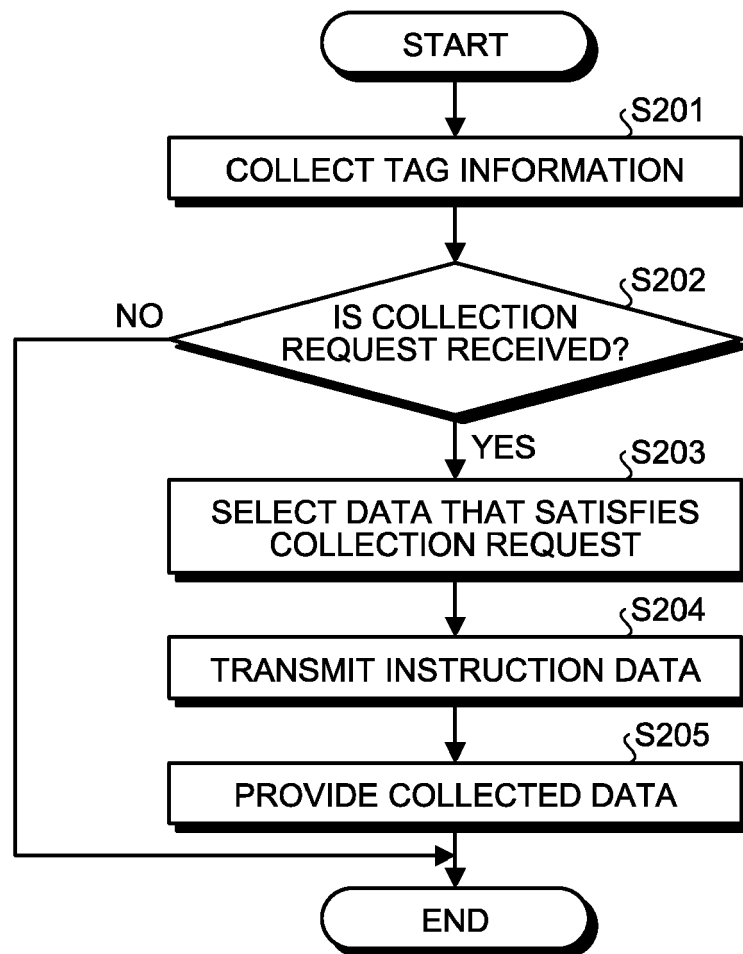 START
S201
COLLECT TAG INFORMATION
S202
NO
IS COLLECTION
REQUEST RECEIVED?
YES
S203
SELECT DATA THAT SATISFIES
COLLECTION REQUEST
S204
TRANSMIT INSTRUCTION DATA
S205
PROVIDE COLLECTED DATA
END